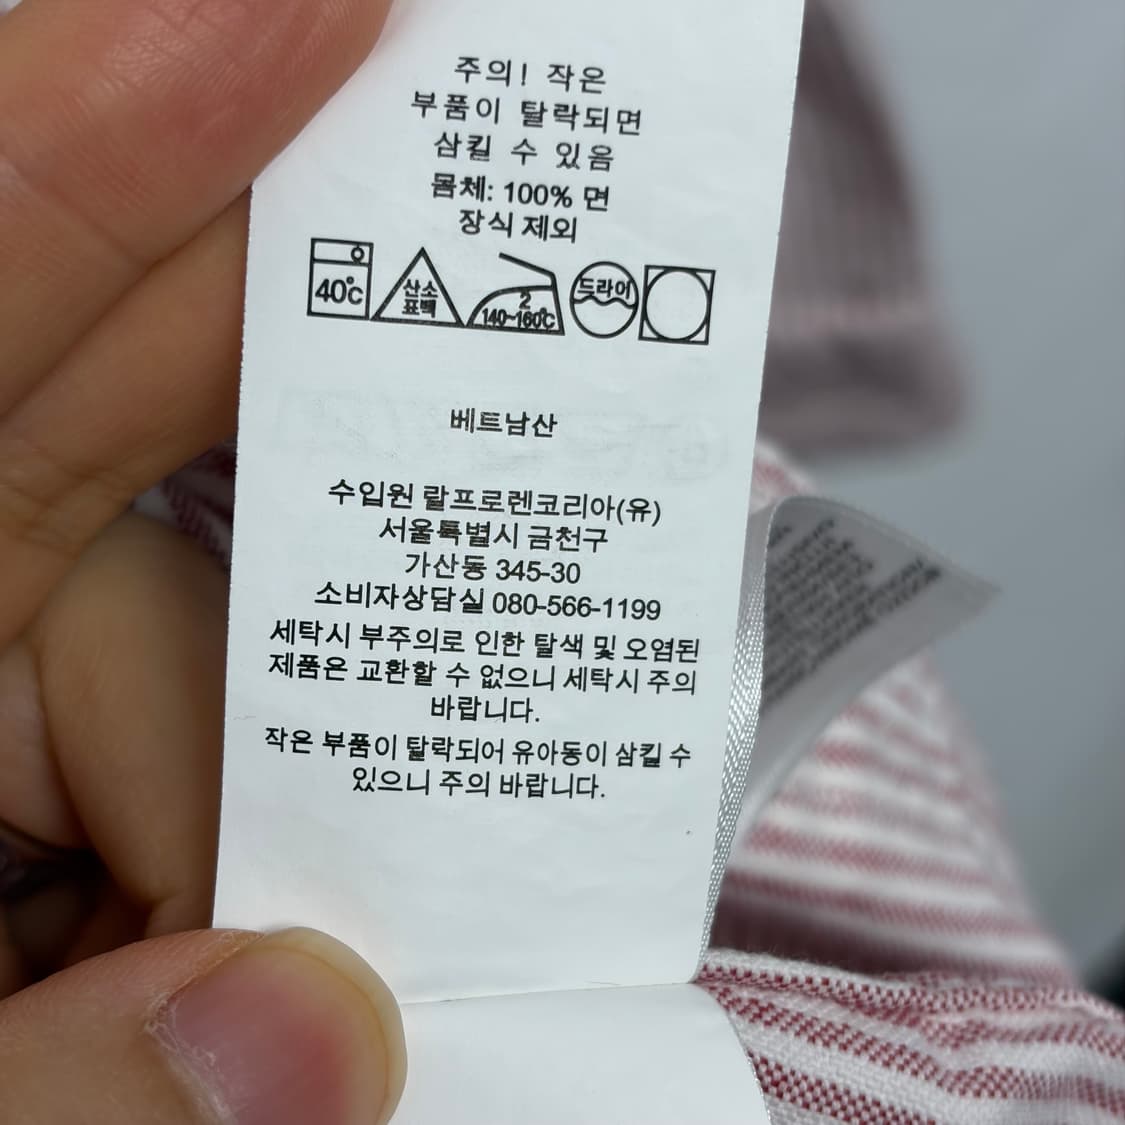 주의! 작은
부품이 탈락되면
삼킬 수 있음
몸체: 100% 면
장식 제외
40°c
산소
표백
2
140~160°C
드라이
베트남산
수입원 랄프로렌코리아(유)
서울특별시 금천구
가산동 345-30
소비자상담실 080-566-1199
세탁시 부주의로 인한 탈색 및 오염된
제품은 교환할 수 없으니 세탁시 주의
바랍니다.
작은 부품이 탈락되어 유아동이 삼킬 수
있으니 주의 바랍니다.